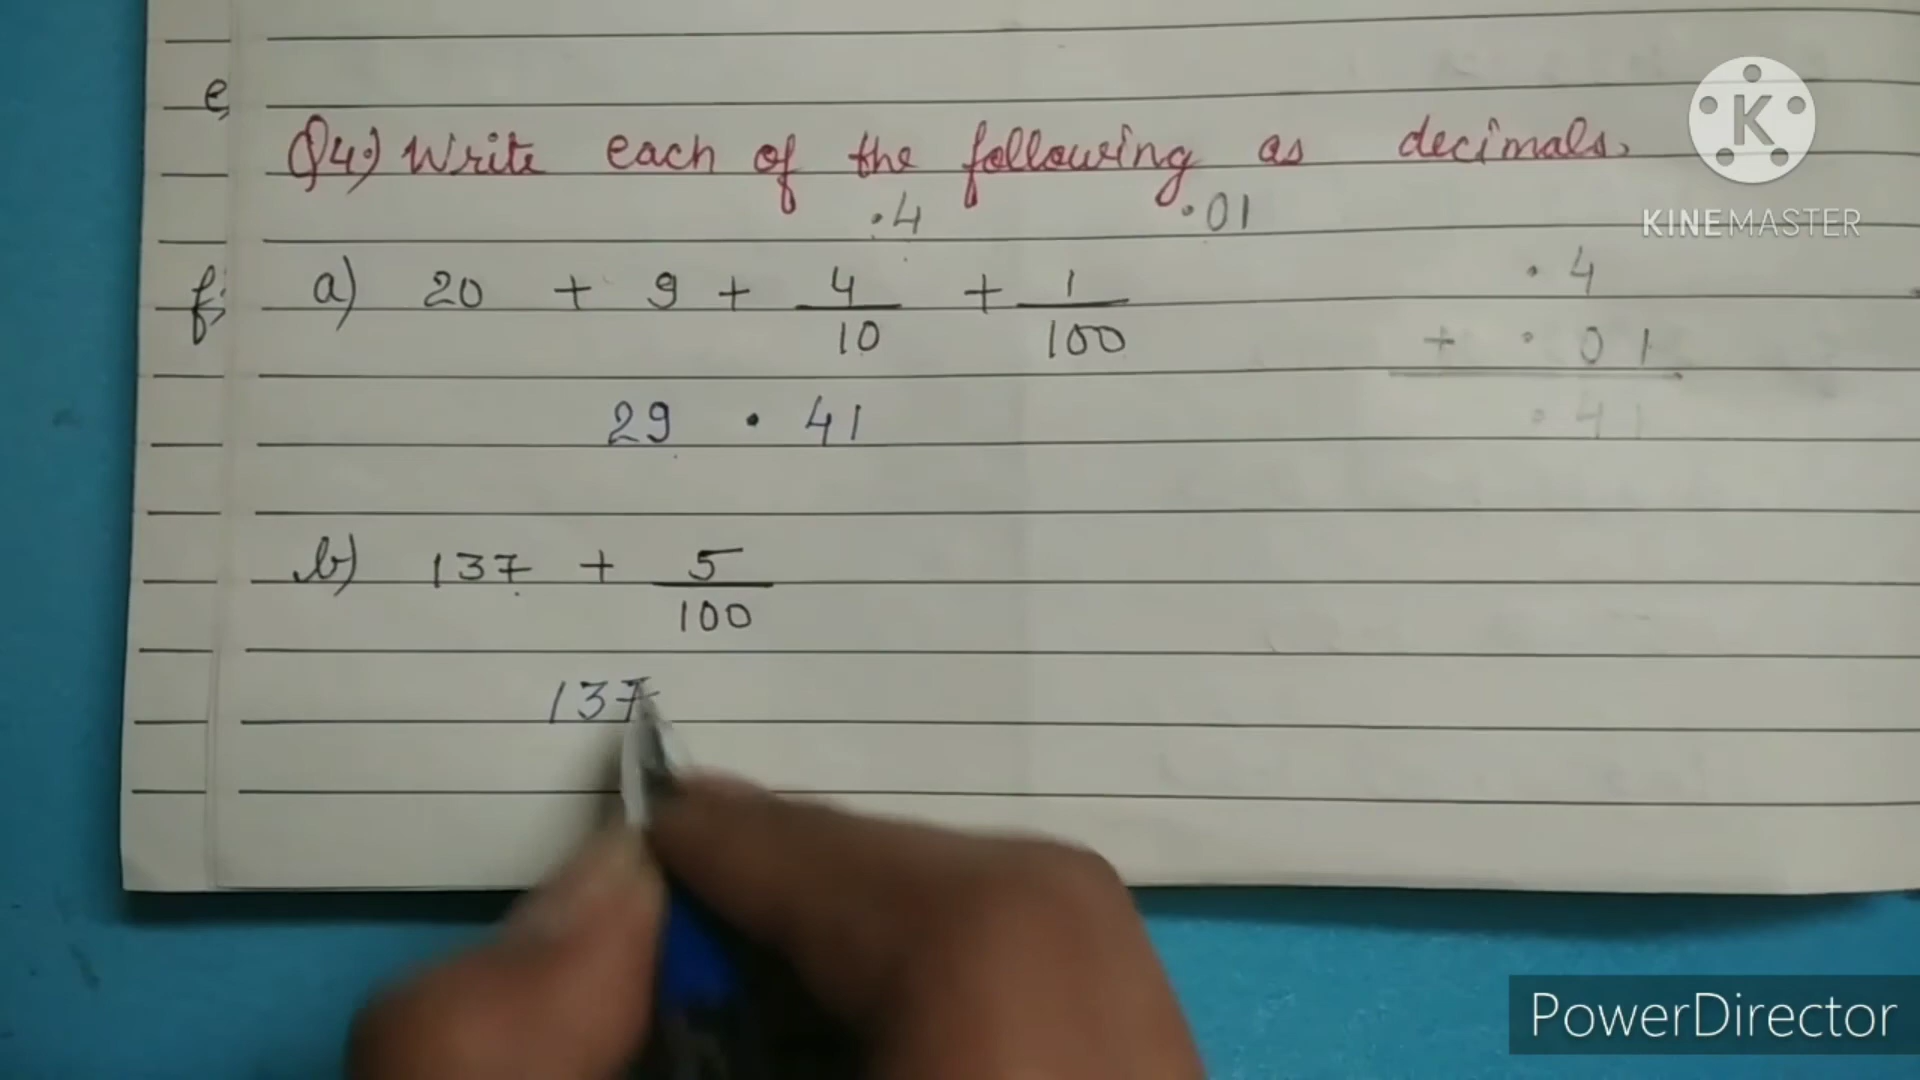 e,
Q4.) Write each of the following as decimals.
K
KINEMASTER
.4 .01
f; a) 20 + 9 + 4/10 + 1/100
.4
+ .01
.41
29 . 41
b) 137 + 5/100
137
PowerDirector